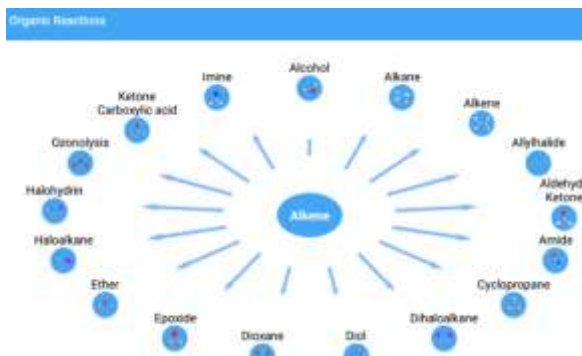 Organic Reactions
Imine
Alcohol
Alkane
Ketone
Carboxylic acid
Alkene
Ozonolysis
Allylhalide
Halohydrin
Aldehyd
Ketone
Alkene
Haloalkane
Amide
Ether
Cyclopropane
Epoxide
Dihaloalkane
Dioxane
Diol